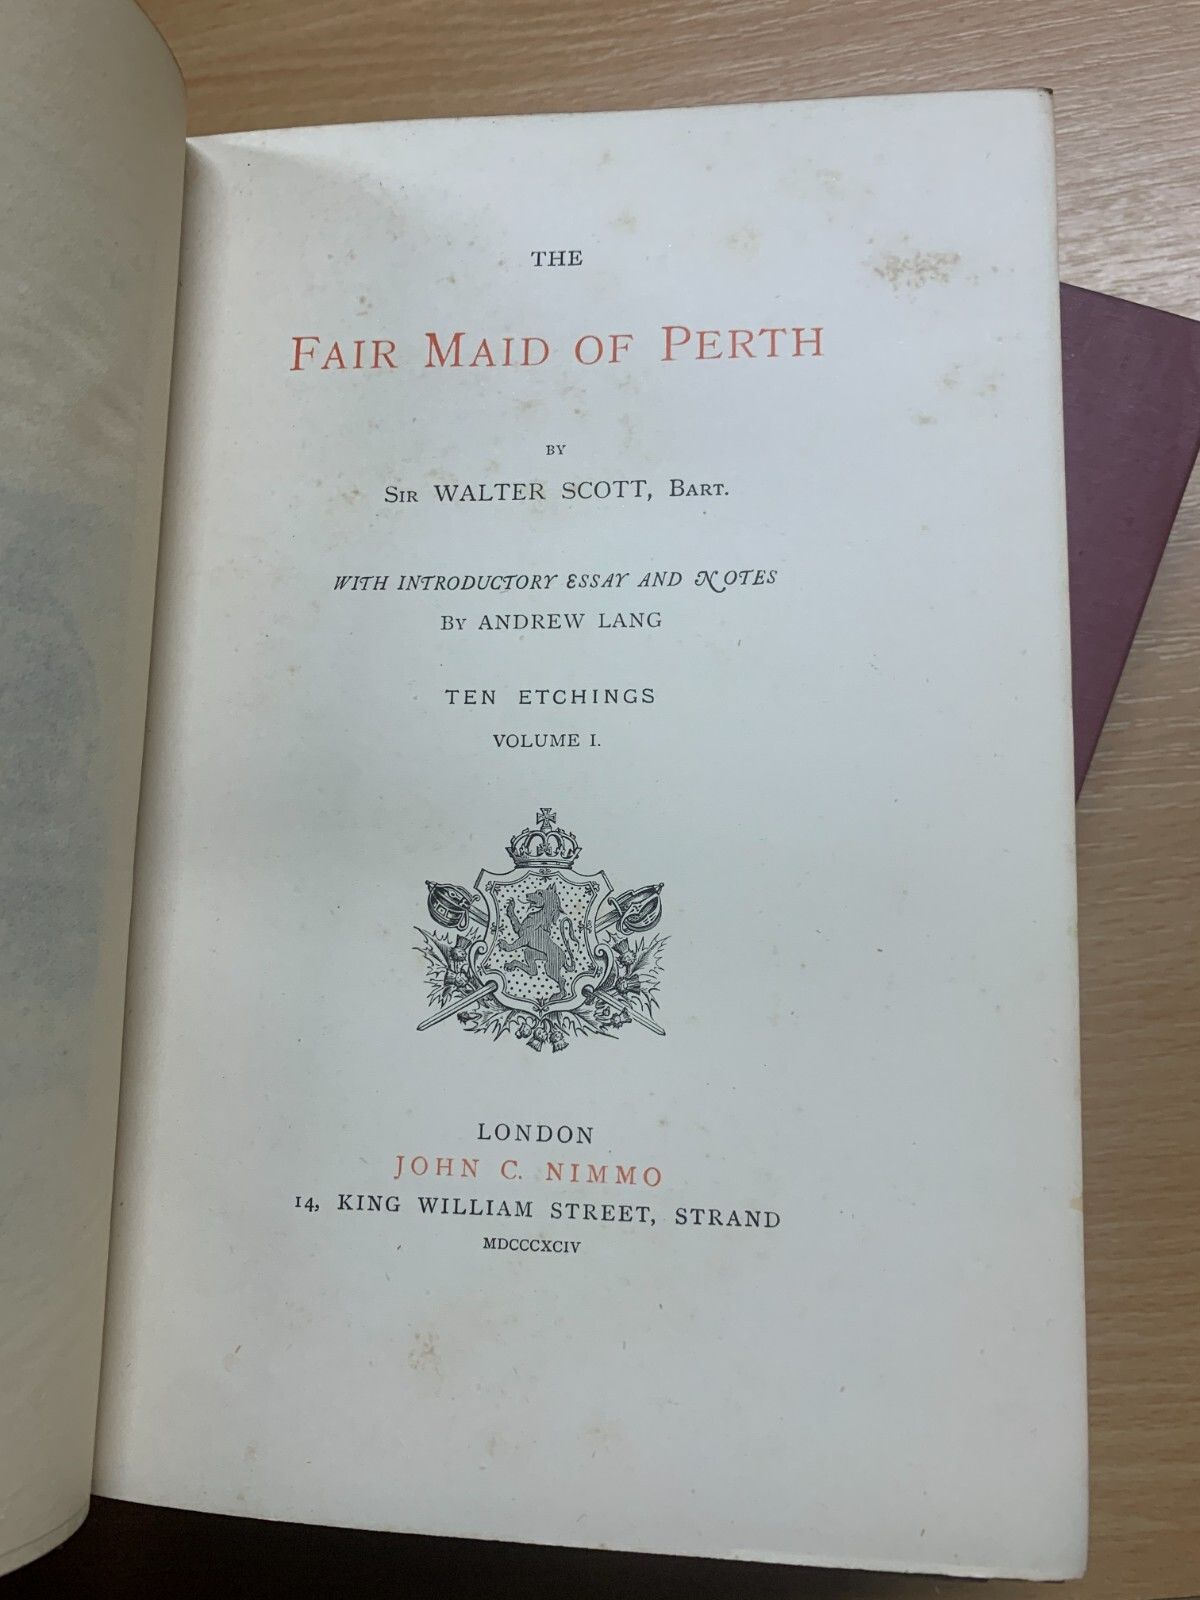 THE
FAIR MAID OF PERTH
BY
SIR WALTER SCOTT, BART.
WITH INTRODUCTORY ESSAY AND NOTES
BY ANDREW LANG
TEN ETCHINGS
VOLUME I.
LONDON
JOHN C. NIMMO
14, KING WILLIAM STREET, STRAND
MDCCCXCIV